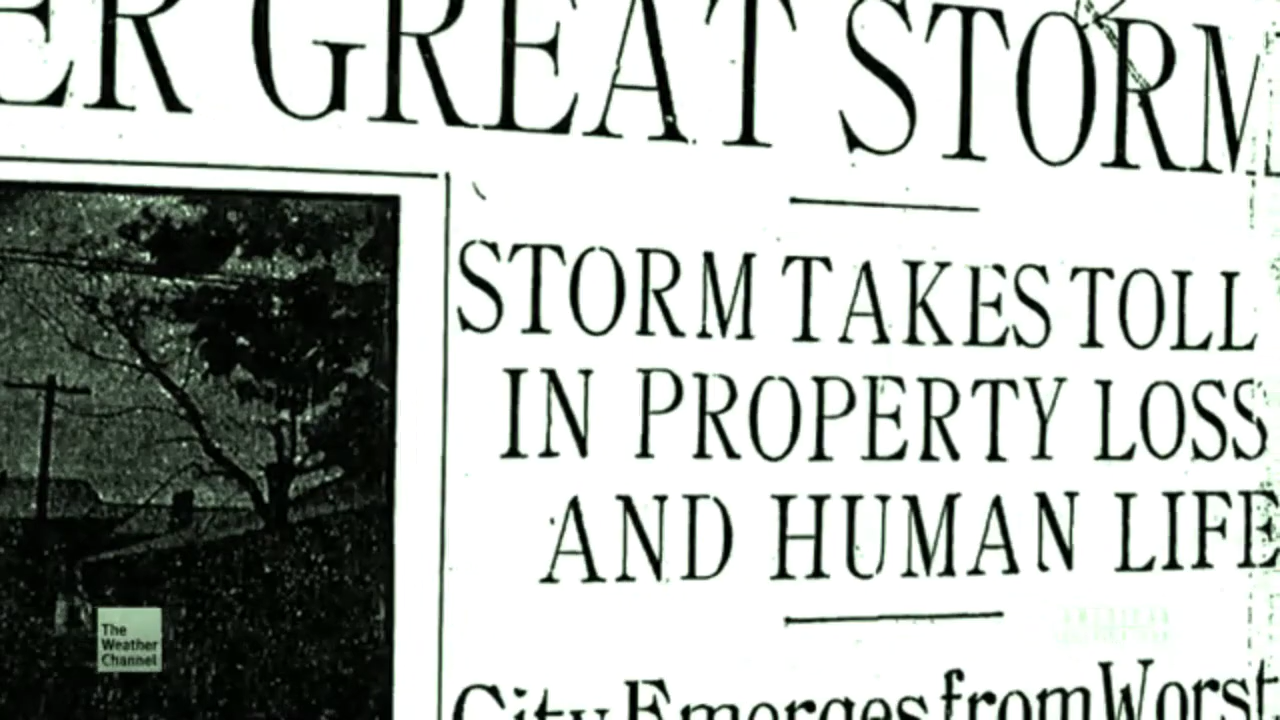 ER GREAT STORM
STORM TAKES TOLL
IN PROPERTY LOSS
AND HUMAN LIFE
City Emerges from Worst
The
Weather
Channel